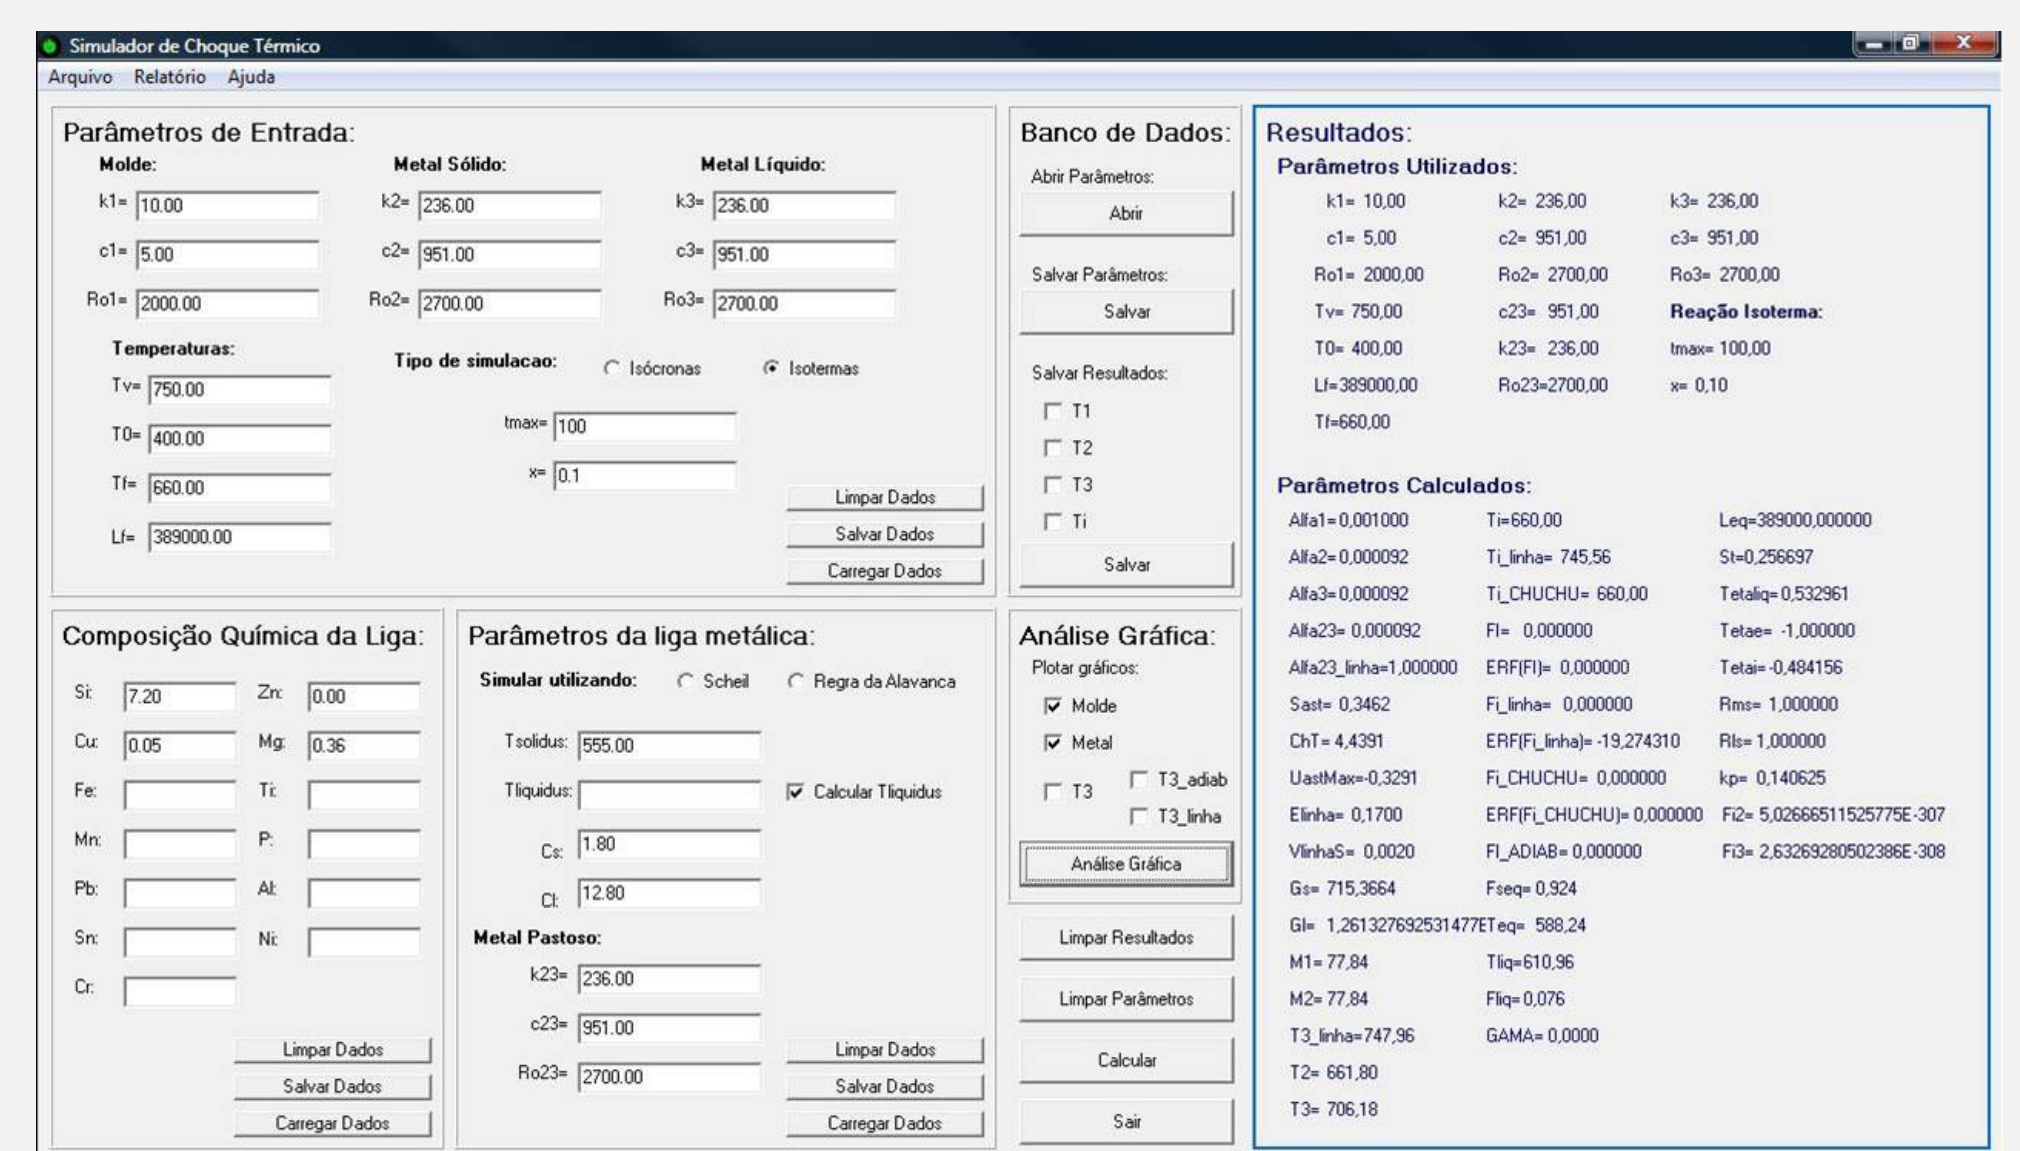 Simulador de Choque Térmico
Arquivo Relatório Ajuda
Parâmetros de Entrada:
Molde: Metal Sólido: Metal Líquido:
k1= 10.00 k2= 236.00 k3= 236.00
c1= 5.00 c2= 951.00 c3= 951.00
Ro1= 2000.00 Ro2= 2700.00 Ro3= 2700.00
Temperaturas:
Tipo de simulacao: Isócronas Isotermas
Tv= 750.00
T0= 400.00
Tf= 660.00
Lf= 389000.00
tmax= 100
x= 0.1
Limpar Dados
Salvar Dados
Carregar Dados
Composição Química da Liga:
Si: 7.20 Zn: 0.00
Cu: 0.05 Mg: 0.36
Fe: Ti:
Mn: P:
Pb: Al:
Sn: Ni:
Cr:
Limpar Dados
Salvar Dados
Carregar Dados
Parâmetros da liga metálica:
Simular utilizando: Scheil Regra da Alavanca
Tsolidus: 555.00
Tliquidus: Calcular Tliquidus
Cs: 1.80
Cl: 12.80
Metal Pastoso:
k23= 236.00
c23= 951.00
Ro23= 2700.00
Limpar Dados
Salvar Dados
Carregar Dados
Banco de Dados:
Abrir Parâmetros:
Abrir
Salvar Parâmetros:
Salvar
Salvar Resultados:
T1
T2
T3
Ti
Salvar
Análise Gráfica:
Plotar gráficos:
Molde
Metal
T3 T3_adiab
T3_linha
Análise Gráfica
Limpar Resultados
Limpar Parâmetros
Calcular
Sair
Resultados:
Parâmetros Utilizados:
k1= 10,00 k2= 236,00 k3= 236,00
c1= 5,00 c2= 951,00 c3= 951,00
Ro1= 2000,00 Ro2= 2700,00 Ro3= 2700,00
Tv= 750,00 c23= 951,00 Reação Isoterma:
T0= 400,00 k23= 236,00 tmax= 100,00
Lf=389000,00 Ro23=2700,00 x= 0,10
Tf=660,00
Parâmetros Calculados:
Alfa1=0,001000 Ti=660,00 Leq=389000,000000
Alfa2=0,000092 Ti_linha= 745,56 St=0,256697
Alfa3=0,000092 Ti_CHUCHU= 660,00 Tetaliq=0,532961
Alfa23= 0,000092 FI= 0,000000 Tetae= -1,000000
Alfa23_linha=1,000000 ERF(FI)= 0,000000 Tetai=-0,484156
Sast= 0,3462 Fi_linha= 0,000000 Rms= 1,000000
ChT= 4,4391 ERF(Fi_linha)= -19,274310 Rls= 1,000000
UastMax=-0,3291 Fi_CHUCHU= 0,000000 kp= 0,140625
Elinha= 0,1700 ERF(Fi_CHUCHU)= 0,000000 Fi2= 5,02666511525775E-307
VlinhaS= 0,0020 FI_ADIAB= 0,000000 Fi3= 2,63269280502386E-308
Gs= 715,3664 Fseq= 0,924
Gl= 1,261327692531477ETeq= 588,24
M1= 77,84 Tliq=610,96
M2= 77,84 Fliq= 0,076
T3_linha=747,96 GAMA= 0,0000
T2= 661,80
T3= 706,18